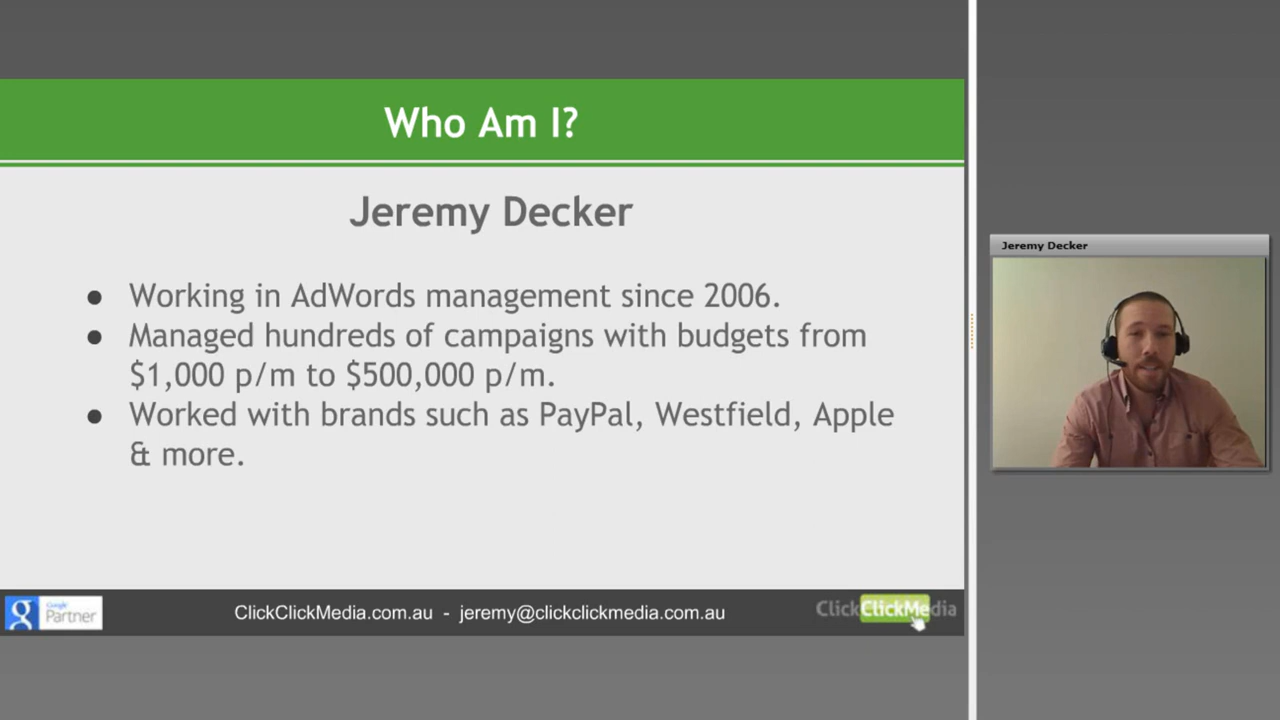 Who Am I?
Jeremy Decker
● Working in AdWords management since 2006.
● Managed hundreds of campaigns with budgets from
$1,000 p/m to $500,000 p/m.
● Worked with brands such as PayPal, Westfield, Apple
& more.
Google
Partner
ClickClickMedia.com.au - jeremy@clickclickmedia.com.au
ClickClickMedia
Jeremy Decker